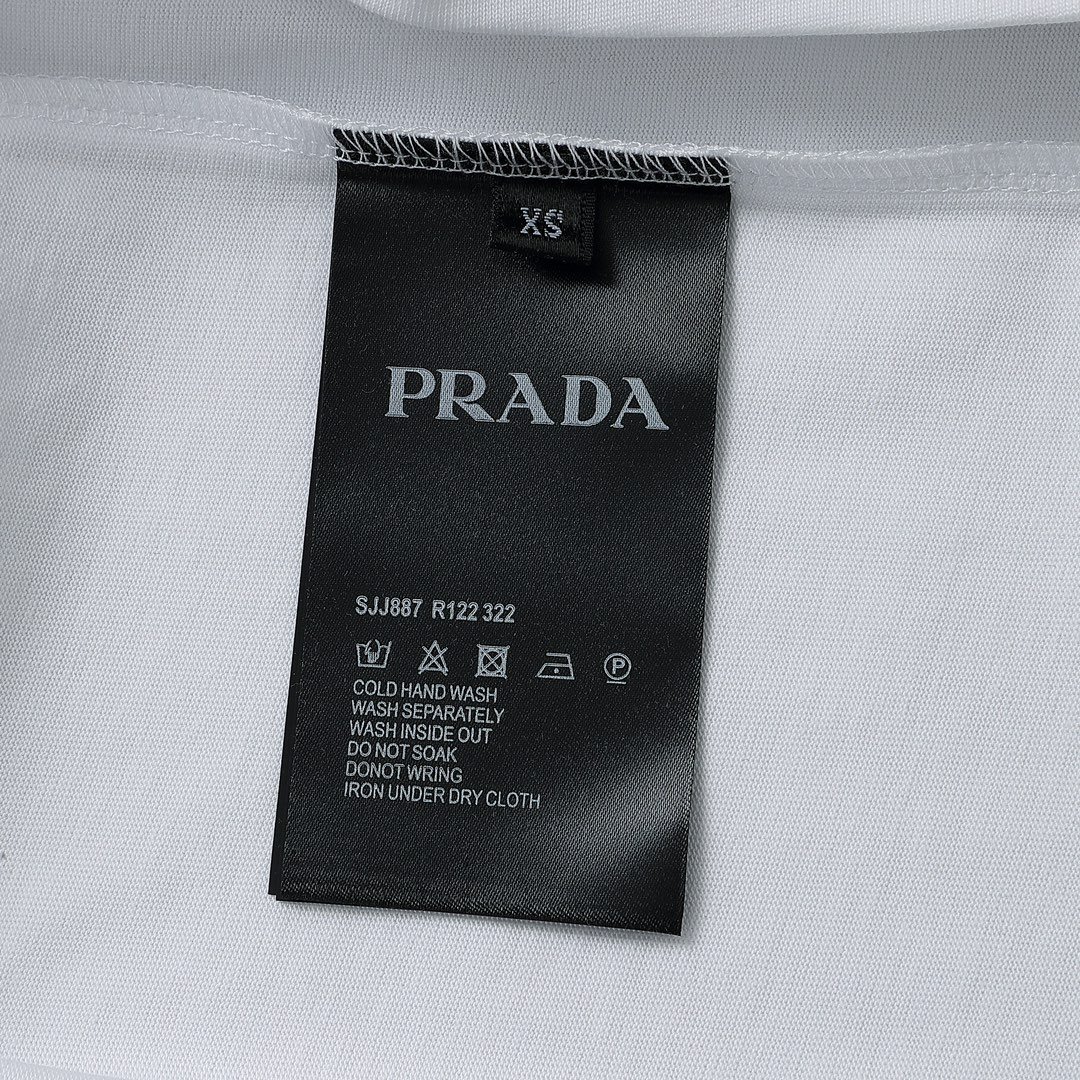 XS
PRADA
SJJ887 R122 322
P
COLD HAND WASH
WASH SEPARATELY
WASH INSIDE OUT
DO NOT SOAK
DONOT WRING
IRON UNDER DRY CLOTH